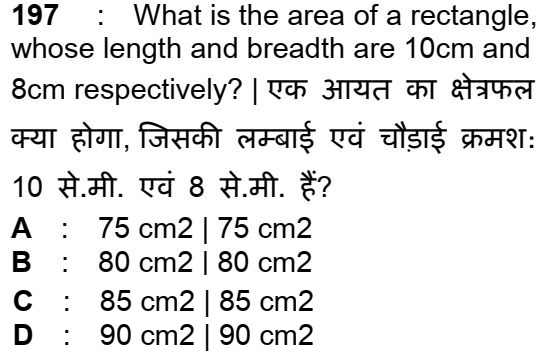 197 : What is the area of a rectangle,
whose length and breadth are 10cm and
8cm respectively? | एक आयत का क्षेत्रफल
क्या होगा, जिसकी लम्बाई एवं चौड़ाई क्रमश:
10 से.मी. एवं 8 से.मी. हैं?
A : 75 cm2 | 75 cm2
B : 80 cm2 | 80 cm2
C : 85 cm2 | 85 cm2
D : 90 cm2 | 90 cm2